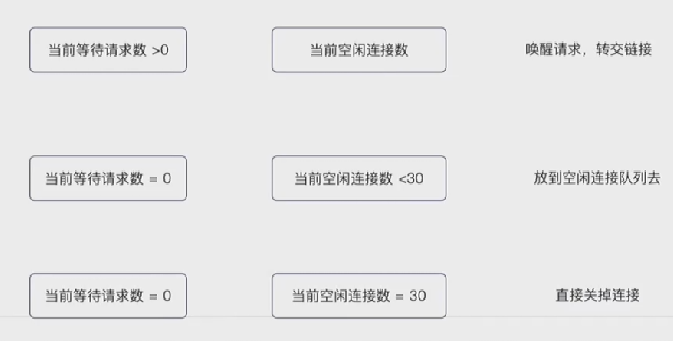 当前等待请求数 >0
当前空闲连接数
唤醒请求，转交链接
当前等待请求数 = 0
当前空闲连接数 <30
放到空闲连接队列去
当前等待请求数 = 0
当前空闲连接数 = 30
直接关掉连接